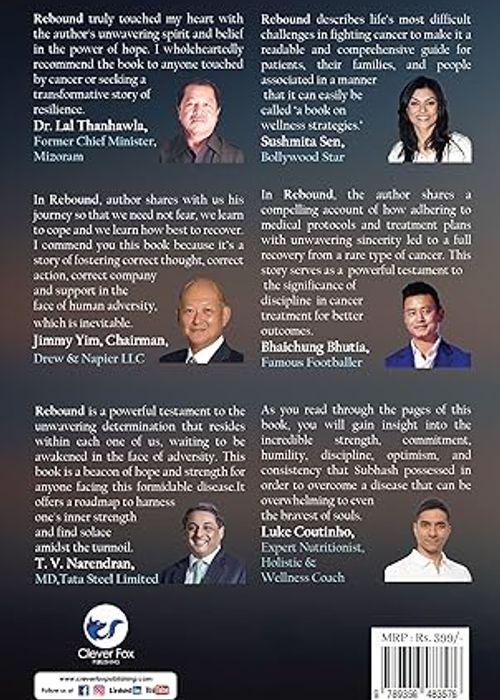 Rebound truly touched my heart with
the author's unwavering spirit and belief
in the power of hope. I wholeheartedly
recommend the book to anyone touched
by cancer or seeking a
transformative story of
resilience.
Dr. Lal Thanhawla,
Former Chief Minister,
Mizoram
Rebound describes life's most difficult
challenges in fighting cancer to make it a
readable and comprehensive guide for
patients, their families, and people
associated in a manner
that it can easily be
called "a book on
wellness strategies."
Sushmita Sen,
Bollywood Star
In Rebound, author shares with us his
journey so that we need not fear, we learn
to cope and we learn how best to recover.
I commend you this book because it's a
story of fostering correct thought, correct
action, correct company
and support in the
face of human adversity,
which is inevitable.
Jimmy Yim, Chairman,
Drew & Napier LLC
In Rebound, the author shares a
compelling account of how adhering to
medical protocols and treatment plans
with unwavering sincerity led to a full
recovery from a rare type of cancer. This
story serves as a powerful testament to
the significance of
discipline in cancer
treatment for better
outcomes.
Bhaichung Bhutia,
Famous Footballer
Rebound is a powerful testament to the
unwavering determination that resides
within each one of us, waiting to be
awakened in the face of adversity. This
book is a beacon of hope and strength for
anyone facing this formidable disease.It
offers a roadmap to harness
one's inner strength
and find solace
amidst the turmoil.
T. V. Narendran,
MD,Tata Steel Limited
As you read through the pages of this
book, you will gain insight into the
incredible strength, commitment,
humility, discipline, optimism, and
consistency that Subhash possessed in
order to overcome a disease that can be
overwhelming to even
the bravest of souls.
Luke Coutinho,
Expert Nutritionist,
Holistic &
Wellness Coach
Clever Fox
PUBLISHING
www.cleverfoxpublishing.com
Follow us at
LinkedIn
YouTube
MRP : Rs. 399/-